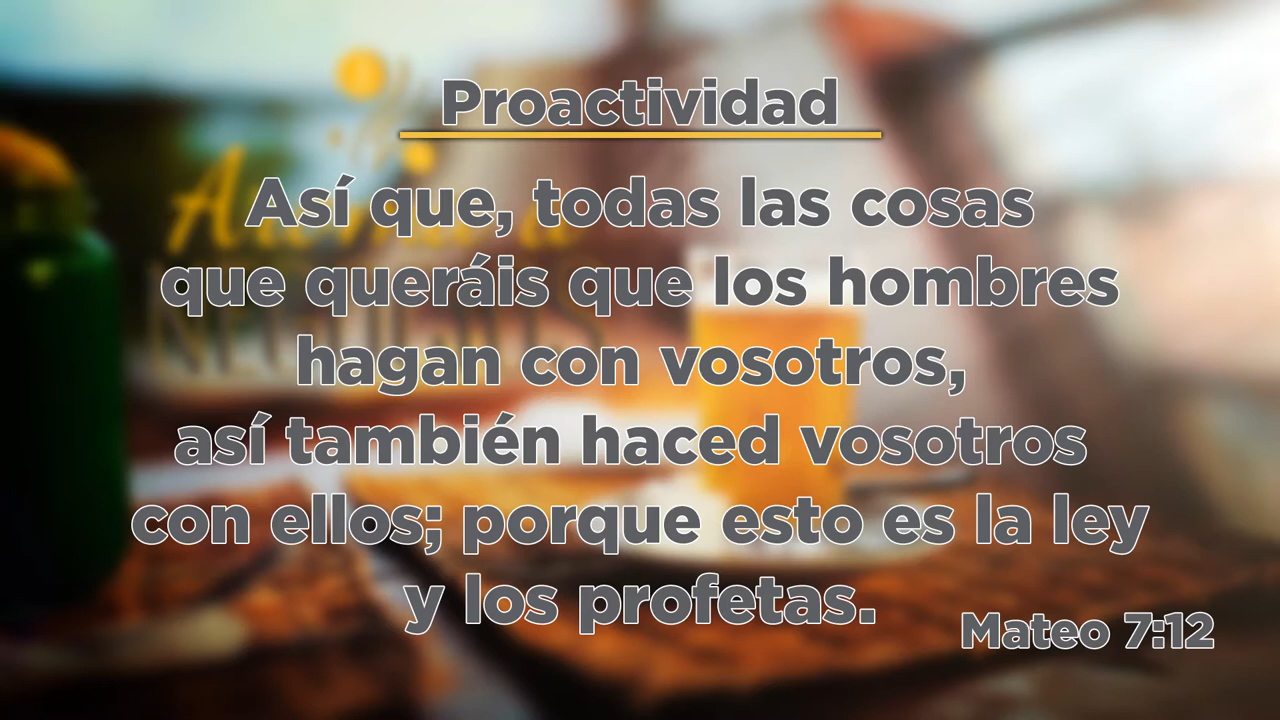 Proactividad
Así que, todas las cosas
que queráis que los hombres
hagan con vosotros,
así también haced vosotros
con ellos; porque esto es la ley
y los profetas.
Mateo 7:12